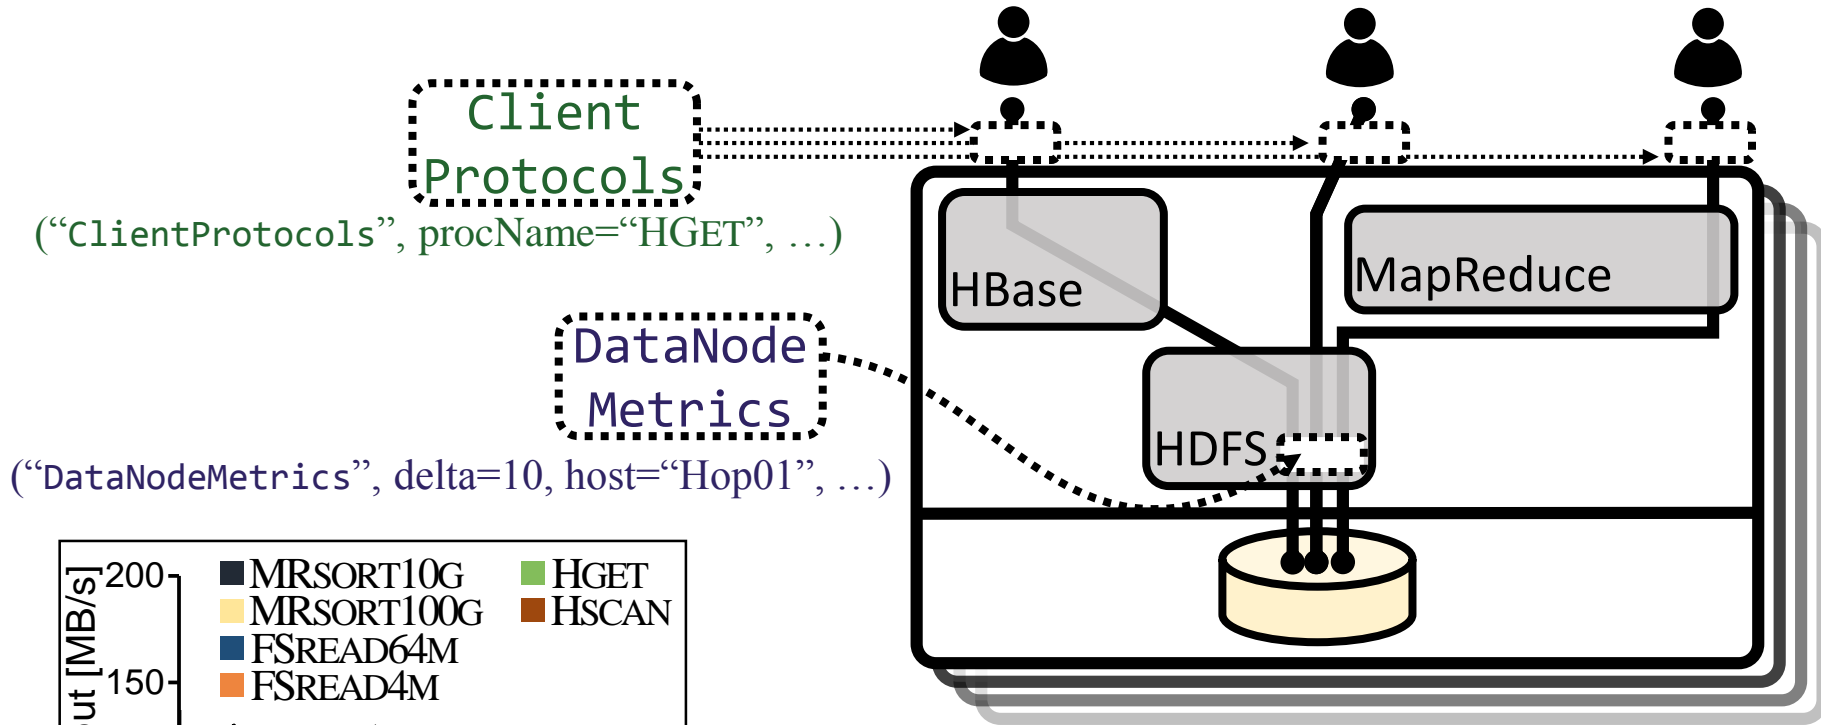 Client
Protocols
(“ClientProtocols”, procName=“HGET”, …)
HBase
MapReduce
DataNode
Metrics
HDFS
(“DataNodeMetrics”, delta=10, host=“Hop01”, …)
200
150
[MB/s]
MRSORT10G
HGET
MRSORT100G
HSCAN
FSREAD64M
FSREAD4M